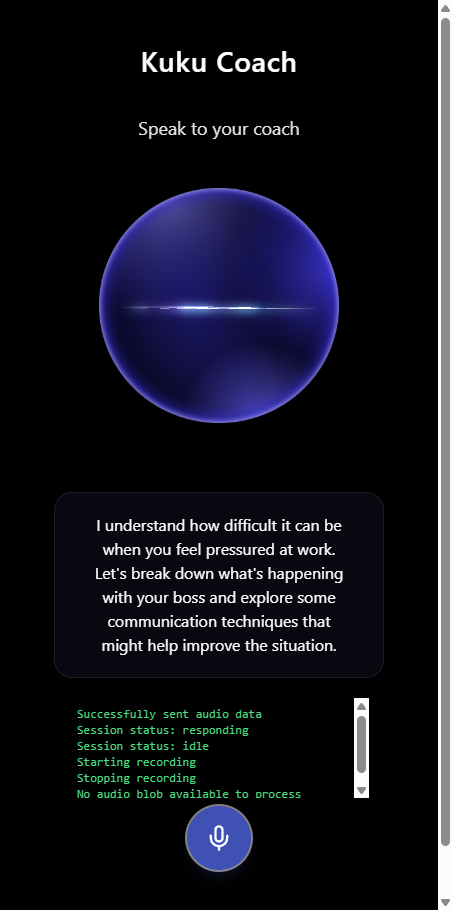 Kuku Coach
Speak to your coach
I understand how difficult it can be
when you feel pressured at work.
Let's break down what's happening
with your boss and explore some
communication techniques that
might help improve the situation.
Successfully sent audio data
Session status: responding
Session status: idle
Starting recording
Stopping recording
No audio blob available to process